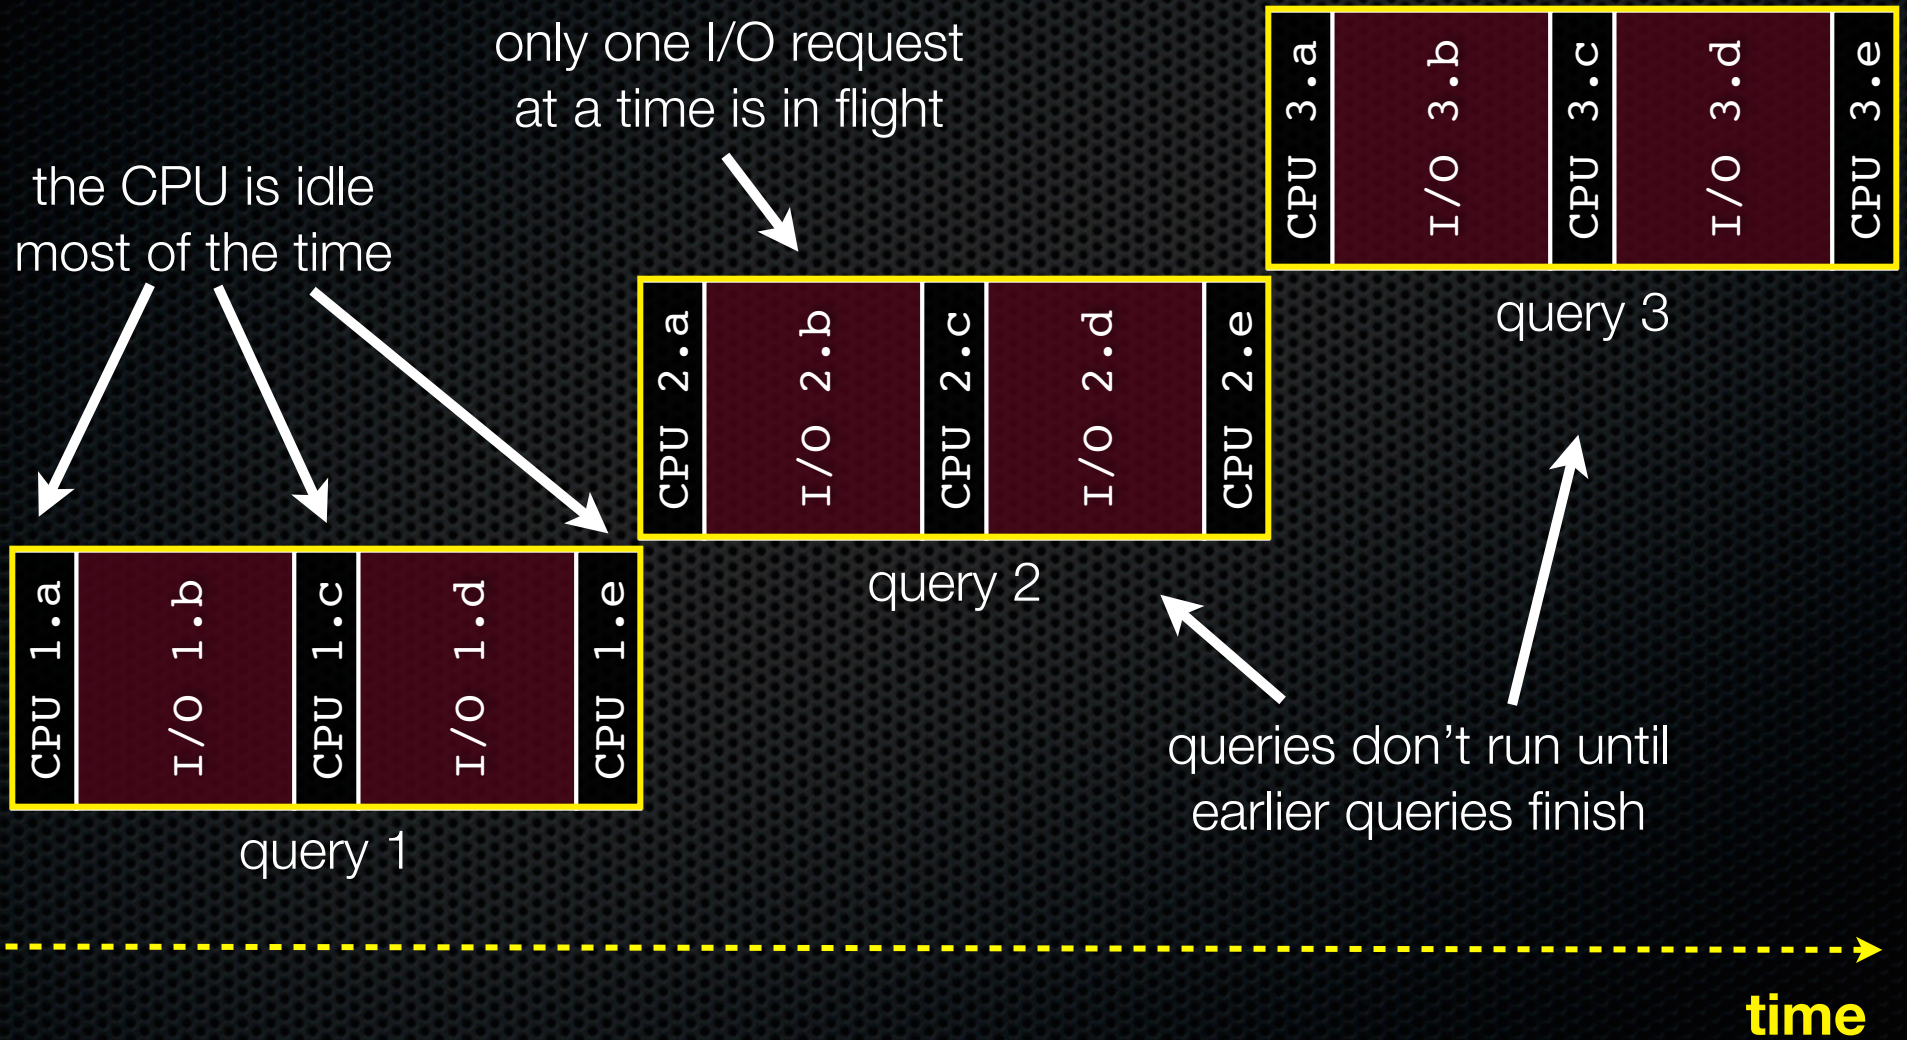 only one I/O request
at a time is in flight
the CPU is idle
most of the time
CPU 3.a
I/O 3.b
CPU 3.c
I/O 3.d
CPU 3.e
query 3
CPU 2.a
I/O 2.b
CPU 2.c
I/O 2.d
CPU 2.e
query 2
CPU 1.a
I/O 1.b
CPU 1.c
I/O 1.d
CPU 1.e
query 1
queries don’t run until
earlier queries finish
time